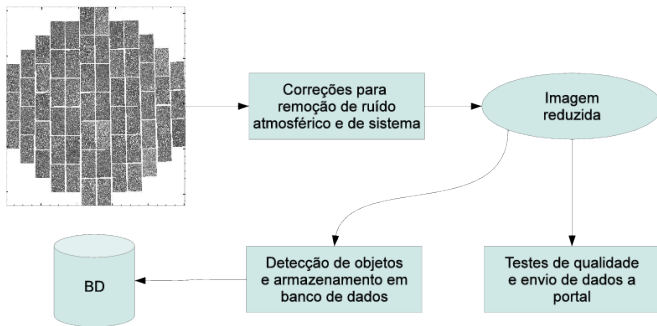 Correções para
remoção de ruído
atmosférico e de sistema
Imagem
reduzida
BD
Detecção de objetos
e armazenamento em
banco de dados
Testes de qualidade
e envio de dados a
portal